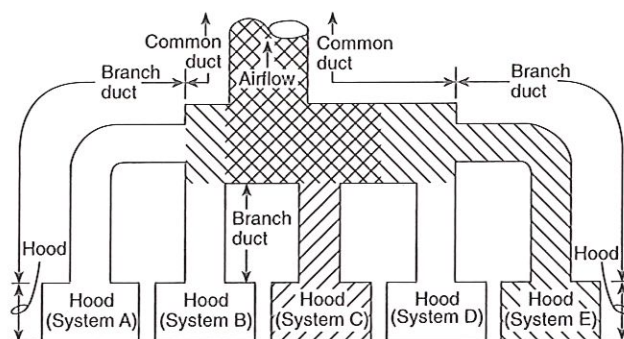 Common
duct
Airflow
Common
duct
Branch
duct
Branch
duct
Branch
duct
Hood
Hood
Hood
(System A)
Hood
(System B)
Hood
(System C)
Hood
(System D)
Hood
(System E)